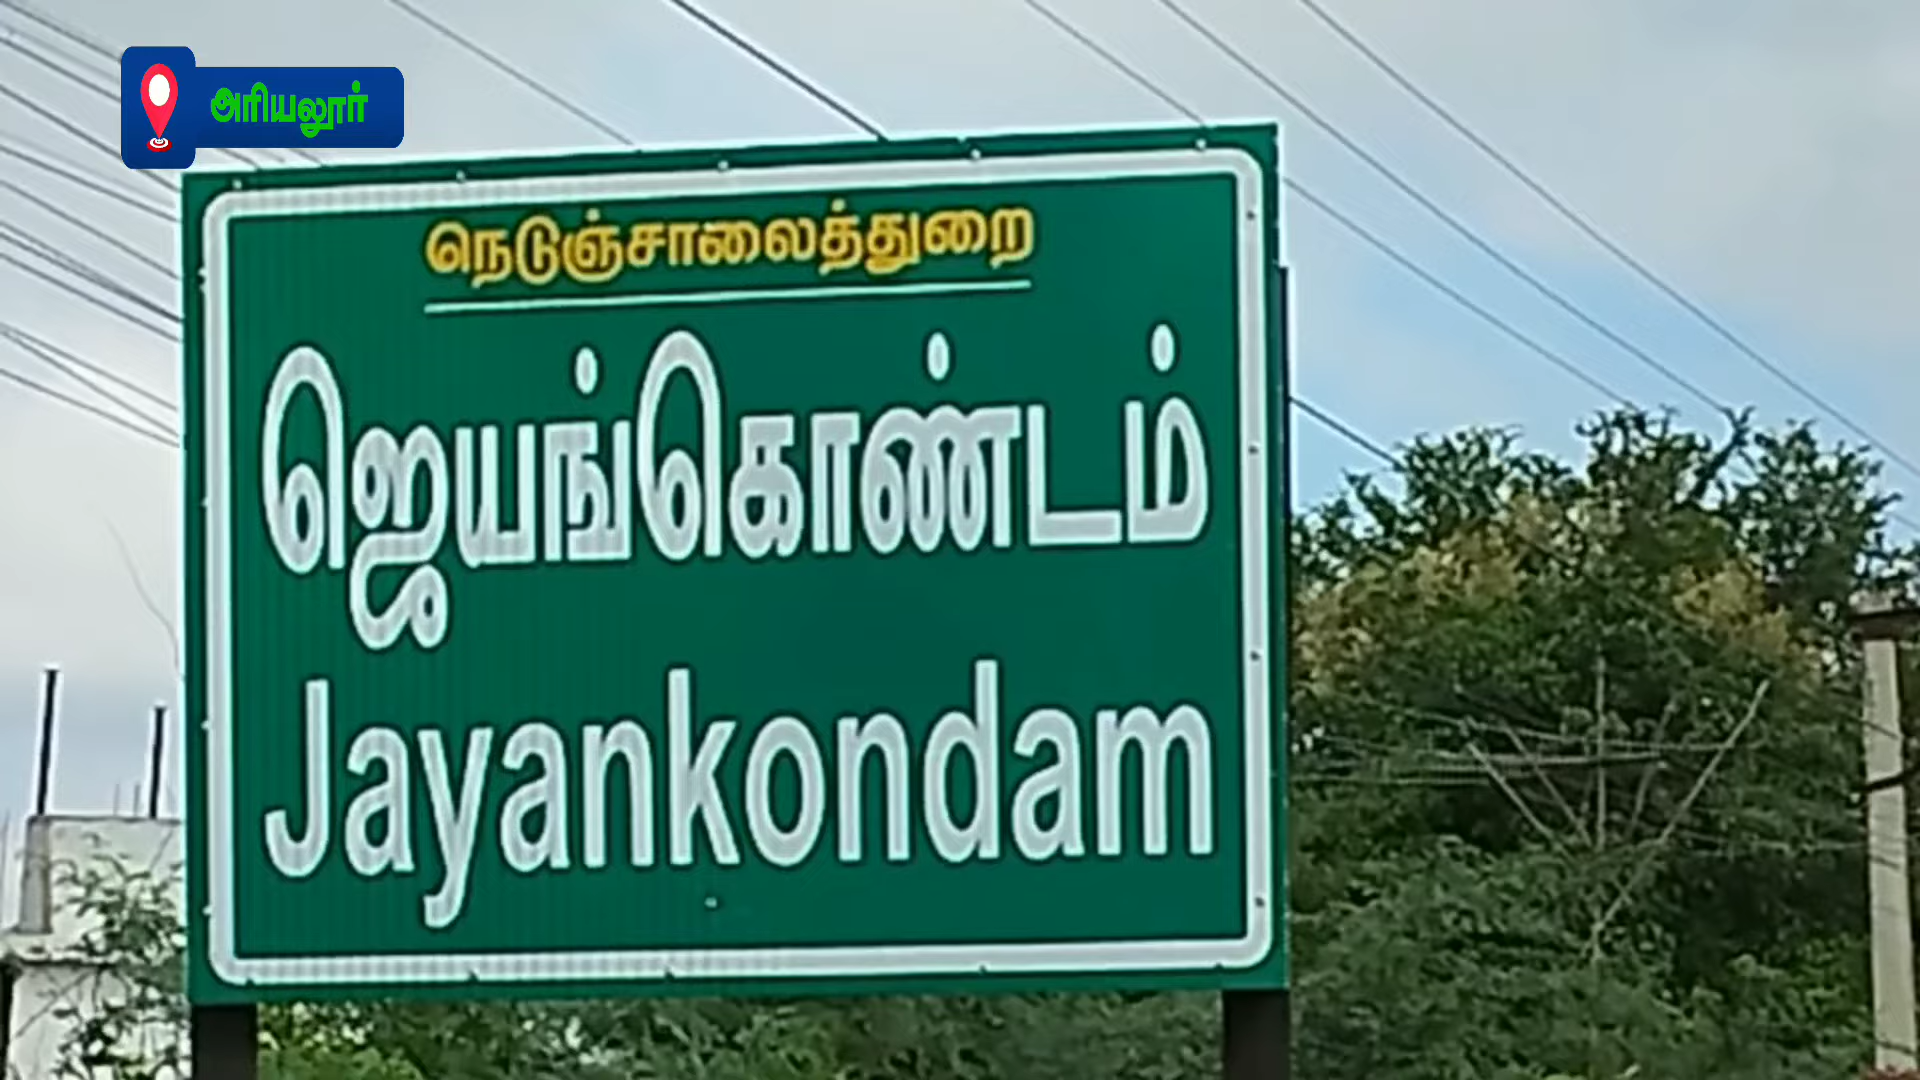 அரியலூர்
நெடுஞ்சாலைத்துறை
ஜெயங்கொண்டம்
Jayankondam